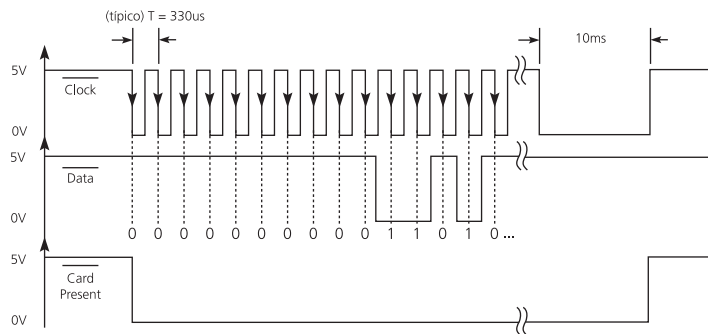 (típico) T = 330us
10ms
5V
Clock
0V
5V
Data
0V
0 0 0 0 0 0 0 0 0 0 1 1 0 1 0 ...
5V
Card
Present
0V